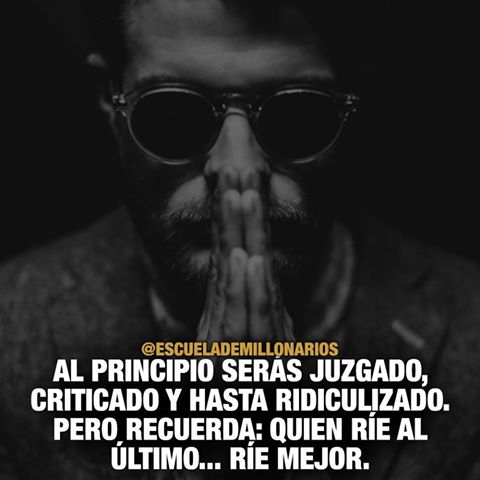 @ESCUELADEMILLONARIOS
AL PRINCIPIO SERÁS JUZGADO,
CRITICADO Y HASTA RIDICULIZADO.
PERO RECUERDA: QUIEN RÍE AL
ÚLTIMO... RÍE MEJOR.